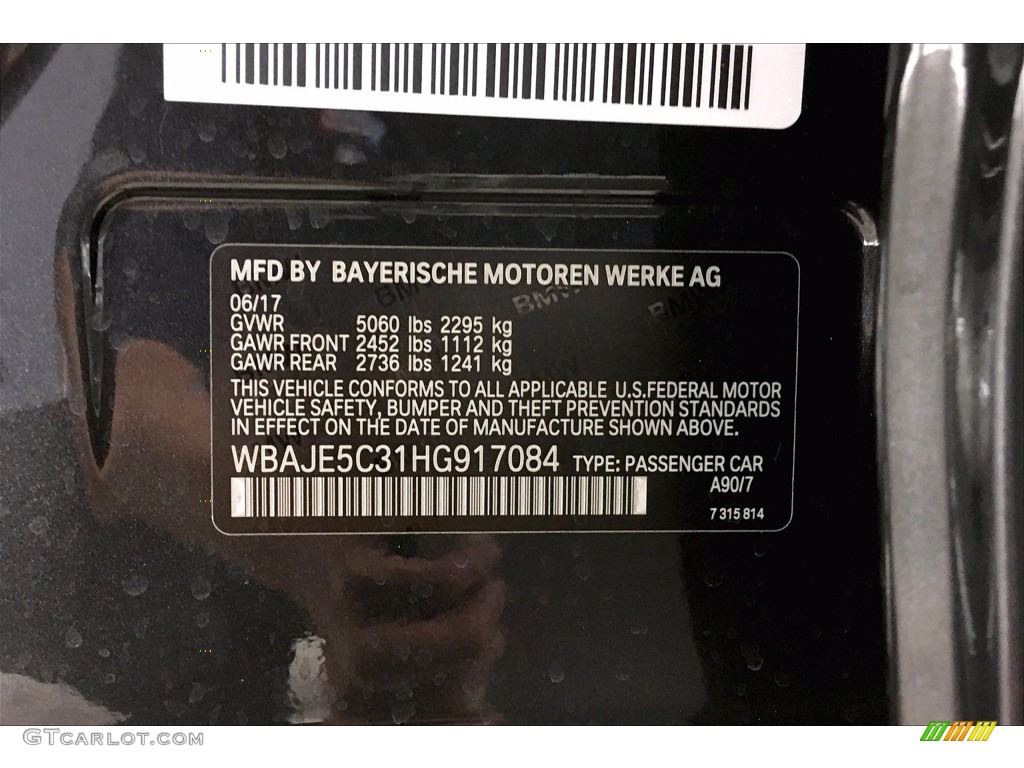 MFD BY BAYERISCHE MOTOREN WERKE AG
BMW BMW BMW
06/17
GVWR 5060 lbs 2295 kg
GAWR FRONT 2452 lbs 1112 kg
GAWR REAR 2736 lbs 1241 kg
THIS VEHICLE CONFORMS TO ALL APPLICABLE U.S.FEDERAL MOTOR
VEHICLE SAFETY, BUMPER AND THEFT PREVENTION STANDARDS
IN EFFECT ON THE DATE OF MANUFACTURE SHOWN ABOVE.
WBAJE5C31HG917084 TYPE: PASSENGER CAR
A90/7
7 315 814
GTCarlot.com